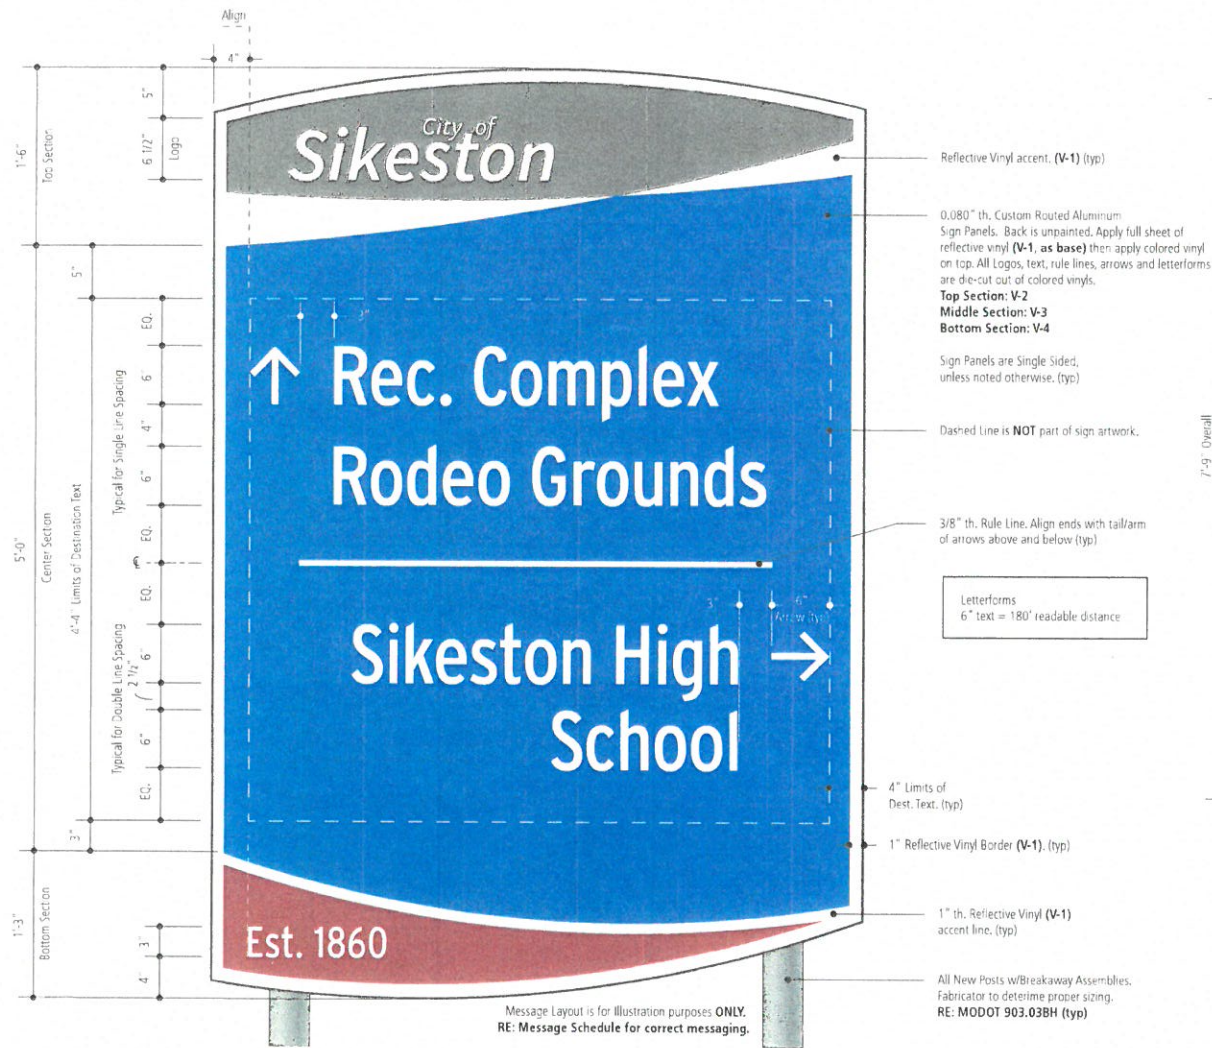 Align
4"
5"
6 1/2"
Logo
1'-6"
Top Section
City of
Sikeston
Reflective Vinyl accent. (V-1) (typ)
0.080" th. Custom Routed Aluminum
Sign Panels. Back is unpainted. Apply full sheet of
reflective vinyl (V-1, as base) then apply colored vinyl
on top. All Logos, text, rule lines, arrows and letterforms
are die-cut out of colored vinyls.
Top Section: V-2
Middle Section: V-3
Bottom Section: V-4
Sign Panels are Single Sided,
unless noted otherwise. (typ)
Dashed Line is NOT part of sign artwork.
7'-9" Overall
3/8" th. Rule Line. Align ends with tail/arm
of arrows above and below (typ)
Letterforms
6" text = 180' readable distance
5'-0"
Center Section
5"
4'-4" Limits of Destination Text
3"
Typical for Single Line Spacing
Typical for Double Line Spacing
EQ.
6"
4"
6"
EQ.
EQ.
6"
2 1/2"
6"
EQ.
3"
↑ Rec. Complex
Rodeo Grounds
3"
6"
Arrow (typ)
Sikeston High →
School
4" Limits of
Dest. Text. (typ)
1" Reflective Vinyl Border (V-1). (typ)
1" th. Reflective Vinyl (V-1)
accent line. (typ)
1'-3"
Bottom Section
3"
4"
Est. 1860
All New Posts w/Breakaway Assemblies.
Fabricator to deterime proper sizing.
RE: MODOT 903.03BH (typ)
Message Layout is for Illustration purposes ONLY.
RE: Message Schedule for correct messaging.